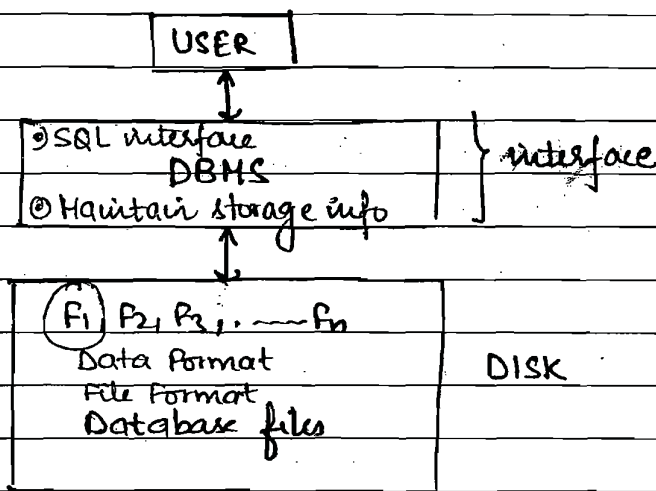 USER
SQL interface
DBMS
Maintain storage info
} interface
F1, F2, F3, . ---- Fn
Data Format
File Format
Database files
DISK